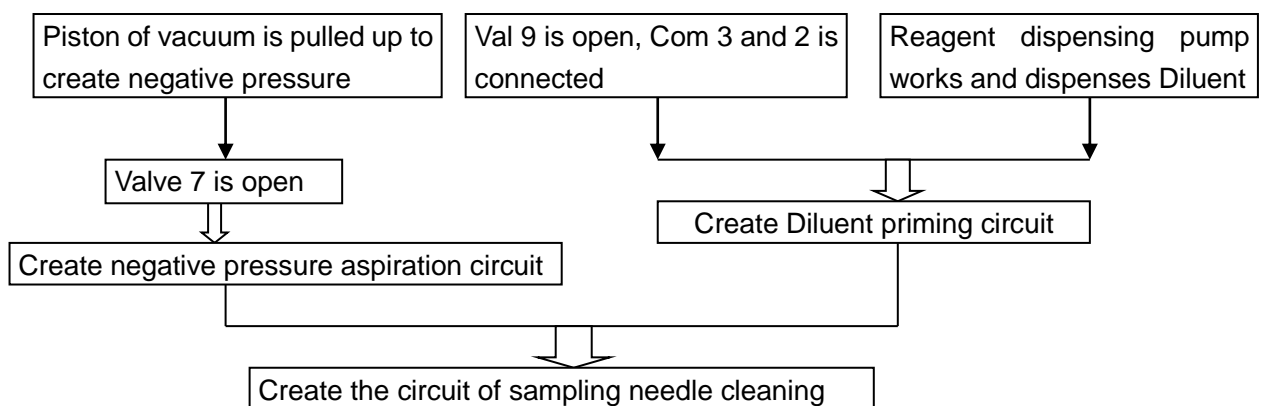 Piston of vacuum is pulled up to
create negative pressure
Val 9 is open, Com 3 and 2 is
connected
Reagent dispensing pump
works and dispenses Diluent
Valve 7 is open
Create Diluent priming circuit
Create negative pressure aspiration circuit
Create the circuit of sampling needle cleaning